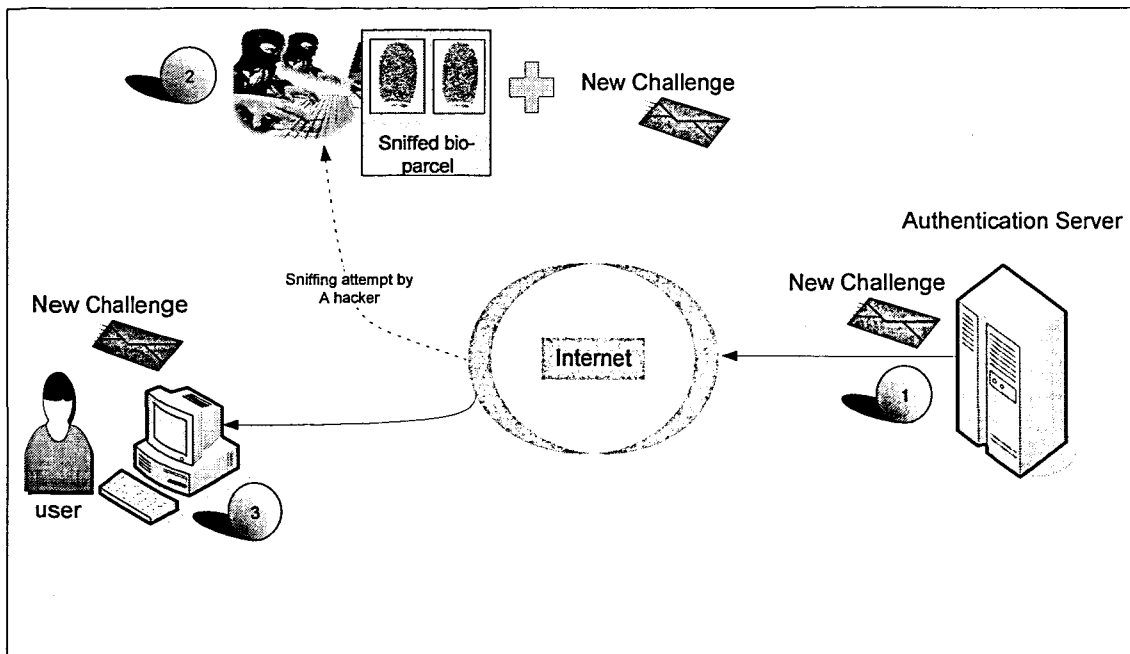 2
New Challenge
Sniffed bio-
parcel
Authentication Server
Sniffing attempt by
A hacker
New Challenge
New Challenge
Internet
1
user
3